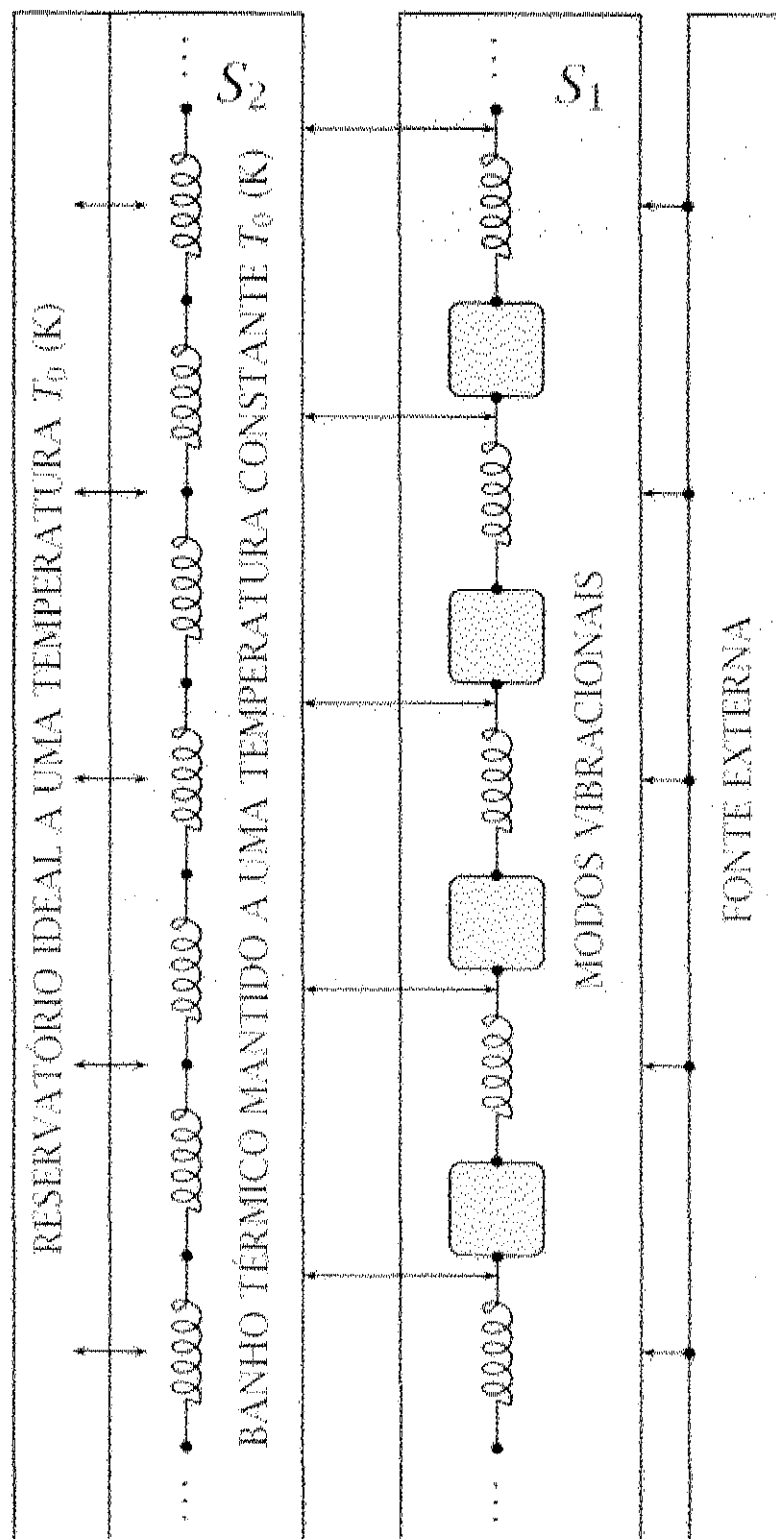 RESERVATÓRIO IDEAL A UMA TEMPERATURA T₀ (K)
S₂
BANHO TÉRMICO MANTIDO A UMA TEMPERATURA CONSTANTE T₀ (K)
S₁
MODOS VIBRACIONAIS
FONTE EXTERNA